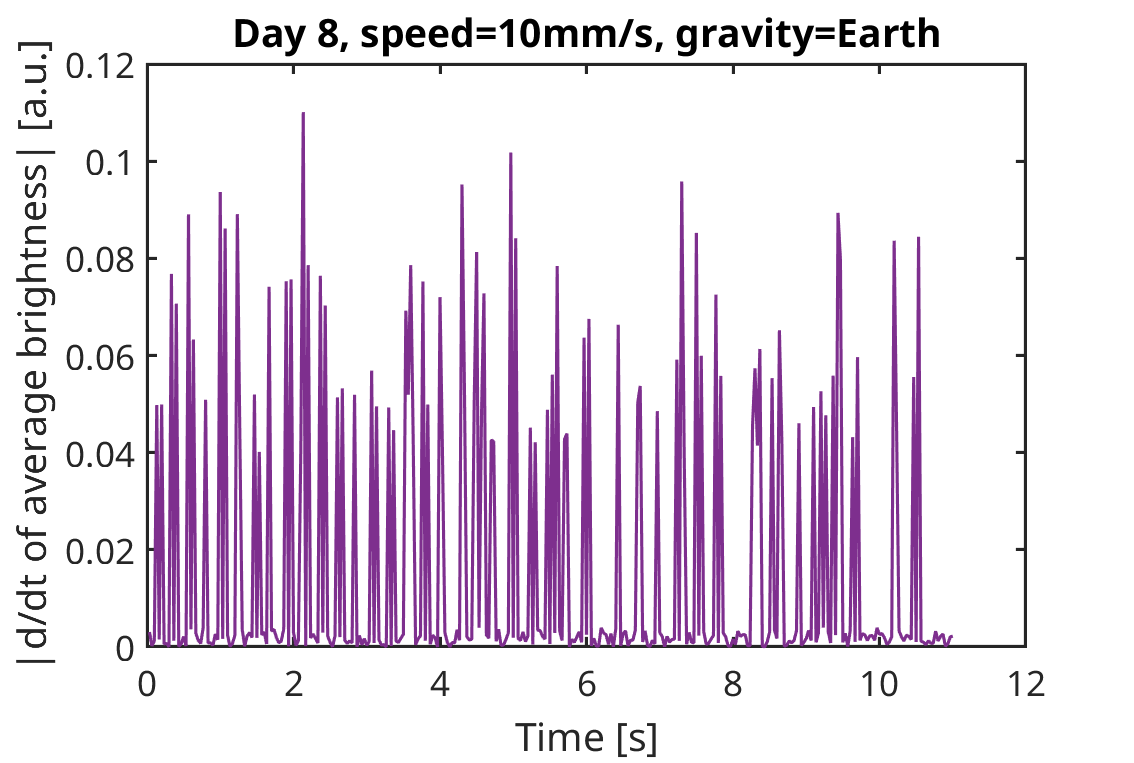 Day 8, speed=10mm/s, gravity=Earth
|d/dt of average brightness| [a.u.]
0.12
0.1
0.08
0.06
0.04
0.02
0
0 2 4 6 8 10 12
Time [s]